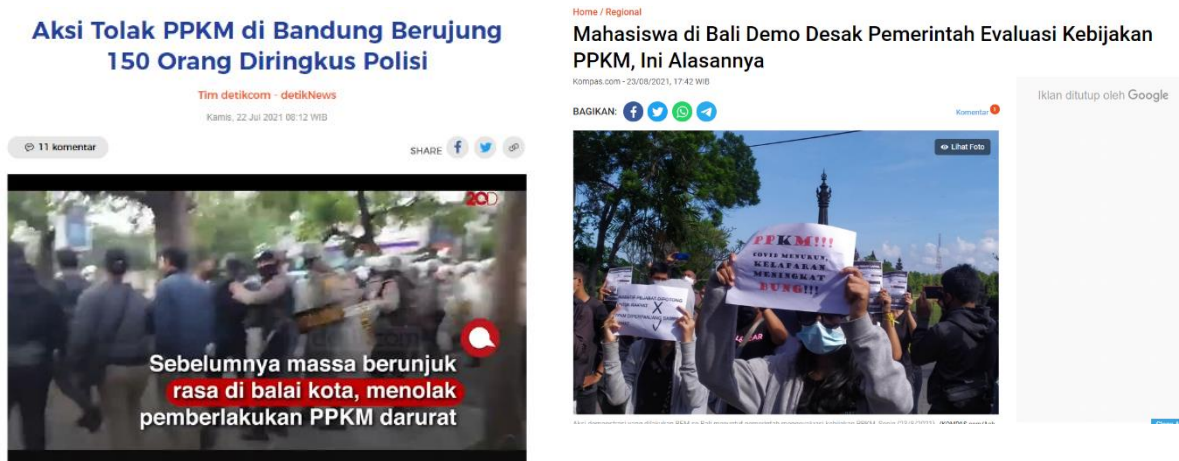 Aksi Tolak PPKM di Bandung Berujung
150 Orang Diringkus Polisi
Tim detikcom - detikNews
Kamis, 22 Jul 2021 08:12 WIB
11 komentar
SHARE
20D
Sebelumnya massa berunjuk
rasa di balai kota, menolak
pemberlakukan PPKM darurat
Home / Regional
Mahasiswa di Bali Demo Desak Pemerintah Evaluasi Kebijakan
PPKM, Ini Alasannya
Kompas.com - 23/08/2021, 17:42 WIB
BAGIKAN:
Komentar
Lihat Foto
PPKM!!!
COVID MENURUN,
KELAPARAN
MENINGKAT
BUNG!!!
Iklan ditutup oleh Google